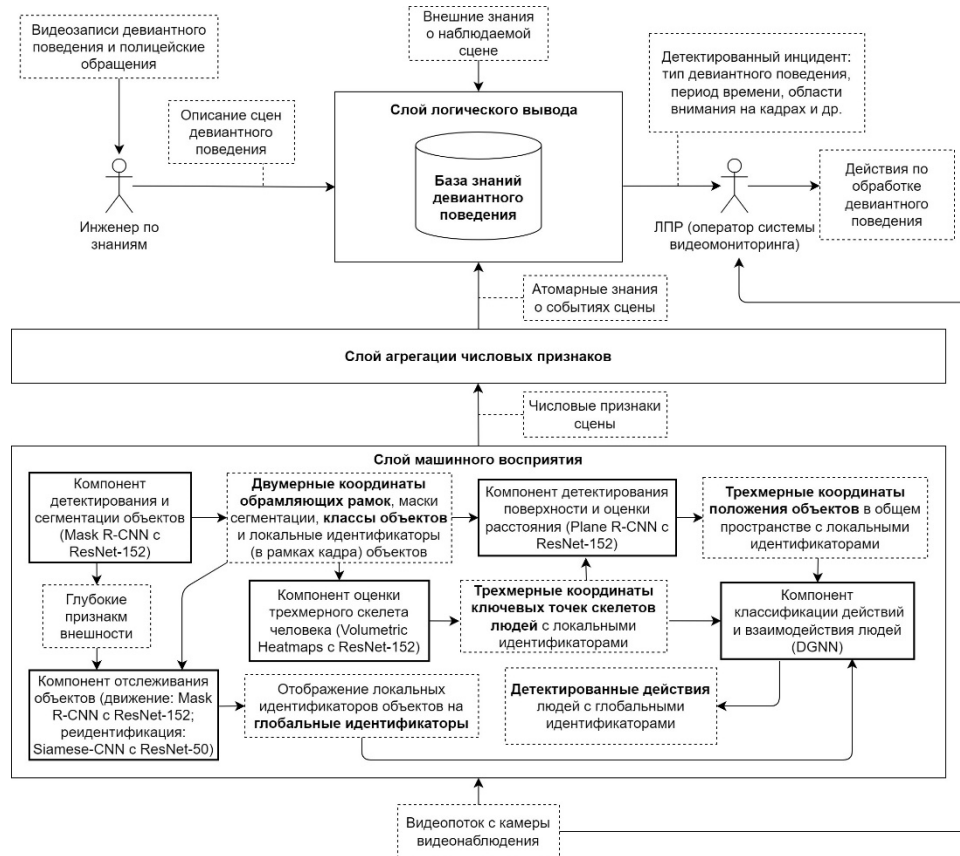 Видеозаписи девиантного
поведения и полицейские
обращения
Внешние знания
о наблюдаемой
сцене
Детектированный инцидент:
тип девиантного поведения,
период времени, области
внимания на кадрах и др.
Описание сцен
девиантного
поведения
Слой логического вывода
База знаний
девиантного
поведения
Инженер по
знаниям
ЛПР (оператор системы
видеомониторинга)
Действия по
обработке
девиантного
поведения
Атомарные знания
о событиях сцены
Слой агрегации числовых признаков
Числовые признаки
сцены
Слой машинного восприятия
Компонент
детектирования и
сегментации объектов
(Mask R-CNN с
ResNet-152)
Двумерные координаты
обрамляющих рамок, маски
сегментации, классы объектов
и локальные идентификаторы
(в рамках кадра) объектов
Компонент детектирования
поверхности и оценки
расстояния (Plane R-CNN с
ResNet-152)
Трехмерные координаты
положения объектов в общем
пространстве с локальными
идентификаторами
Глубокие
признакм
внешности
Компонент оценки
трехмерного скелета
человека (Volumetric
Heatmaps с ResNet-152)
Трехмерные координаты
ключевых точек скелетов
людей с локальными
идентификаторами
Компонент
классификации действий
и взаимодействия людей
(DGNN)
Компонент отслеживания
объектов (движение: Mask
R-CNN с ResNet-152;
реидентификация:
Siamese-CNN с ResNet-50)
Отображение локальных
идентификаторов объектов на
глобальные идентификаторы
Детектированные действия
людей с глобальными
идентификаторами
Видеопоток с камеры
видеонаблюдения